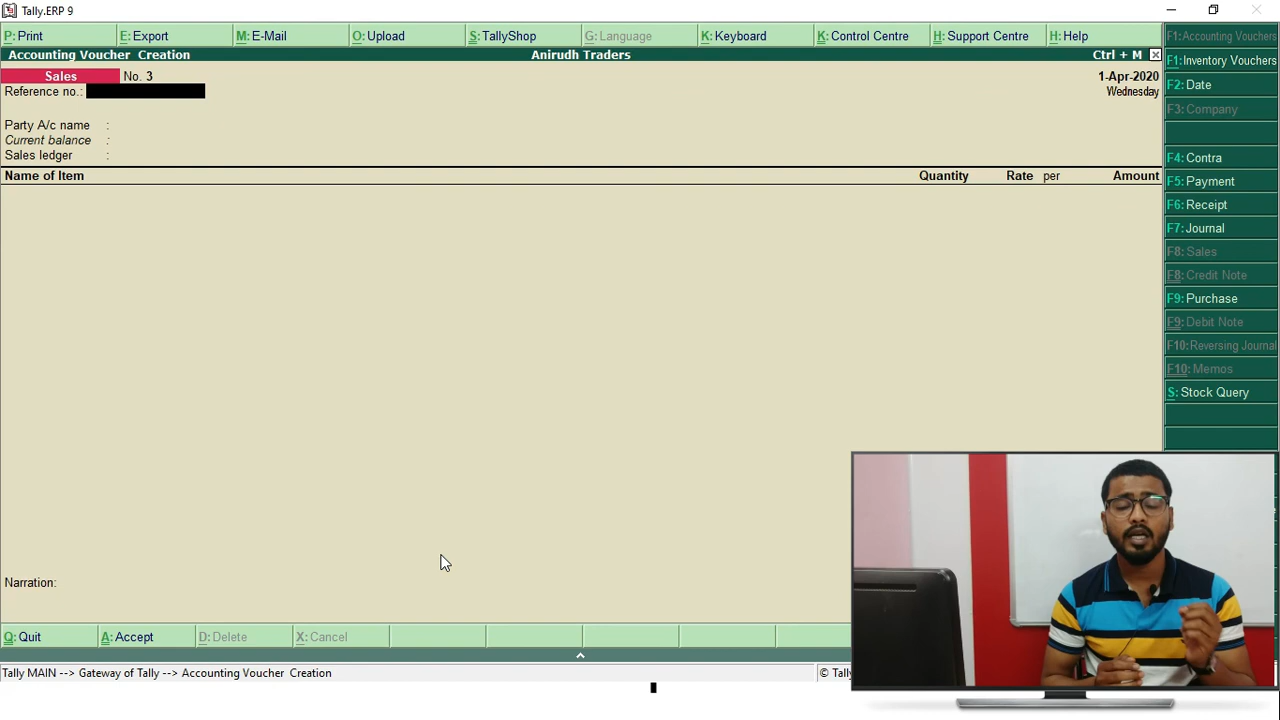 Tally.ERP 9
P: Print E: Export M: E-Mail O: Upload S: TallyShop G: Language K: Keyboard K: Control Centre H: Support Centre H: Help
Accounting Voucher Creation Anirudh Traders Ctrl + M
Sales No. 3 1-Apr-2020
Reference no.: Wednesday
Party A/c name :
Current balance :
Sales ledger :
Name of Item Quantity Rate per Amount
Narration:
F1: Accounting Vouchers
F1: Inventory Vouchers
F2: Date
F3: Company
F4: Contra
F5: Payment
F6: Receipt
F7: Journal
F8: Sales
F8: Credit Note
F9: Purchase
F9: Debit Note
F10: Reversing Journal
F10: Memos
S: Stock Query
Q: Quit A: Accept D: Delete X: Cancel
Tally MAIN --> Gateway of Tally --> Accounting Voucher Creation © Tally